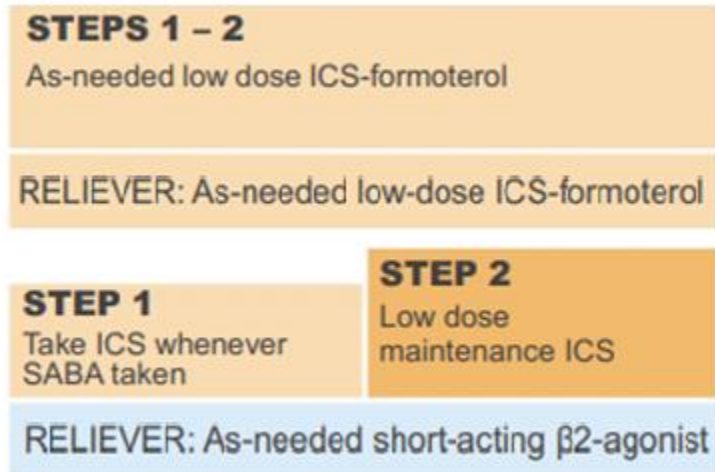 STEPS 1 – 2
As-needed low dose ICS-formoterol
RELIEVER: As-needed low-dose ICS-formoterol
STEP 1
Take ICS whenever
SABA taken
STEP 2
Low dose
maintenance ICS
RELIEVER: As-needed short-acting β2-agonist